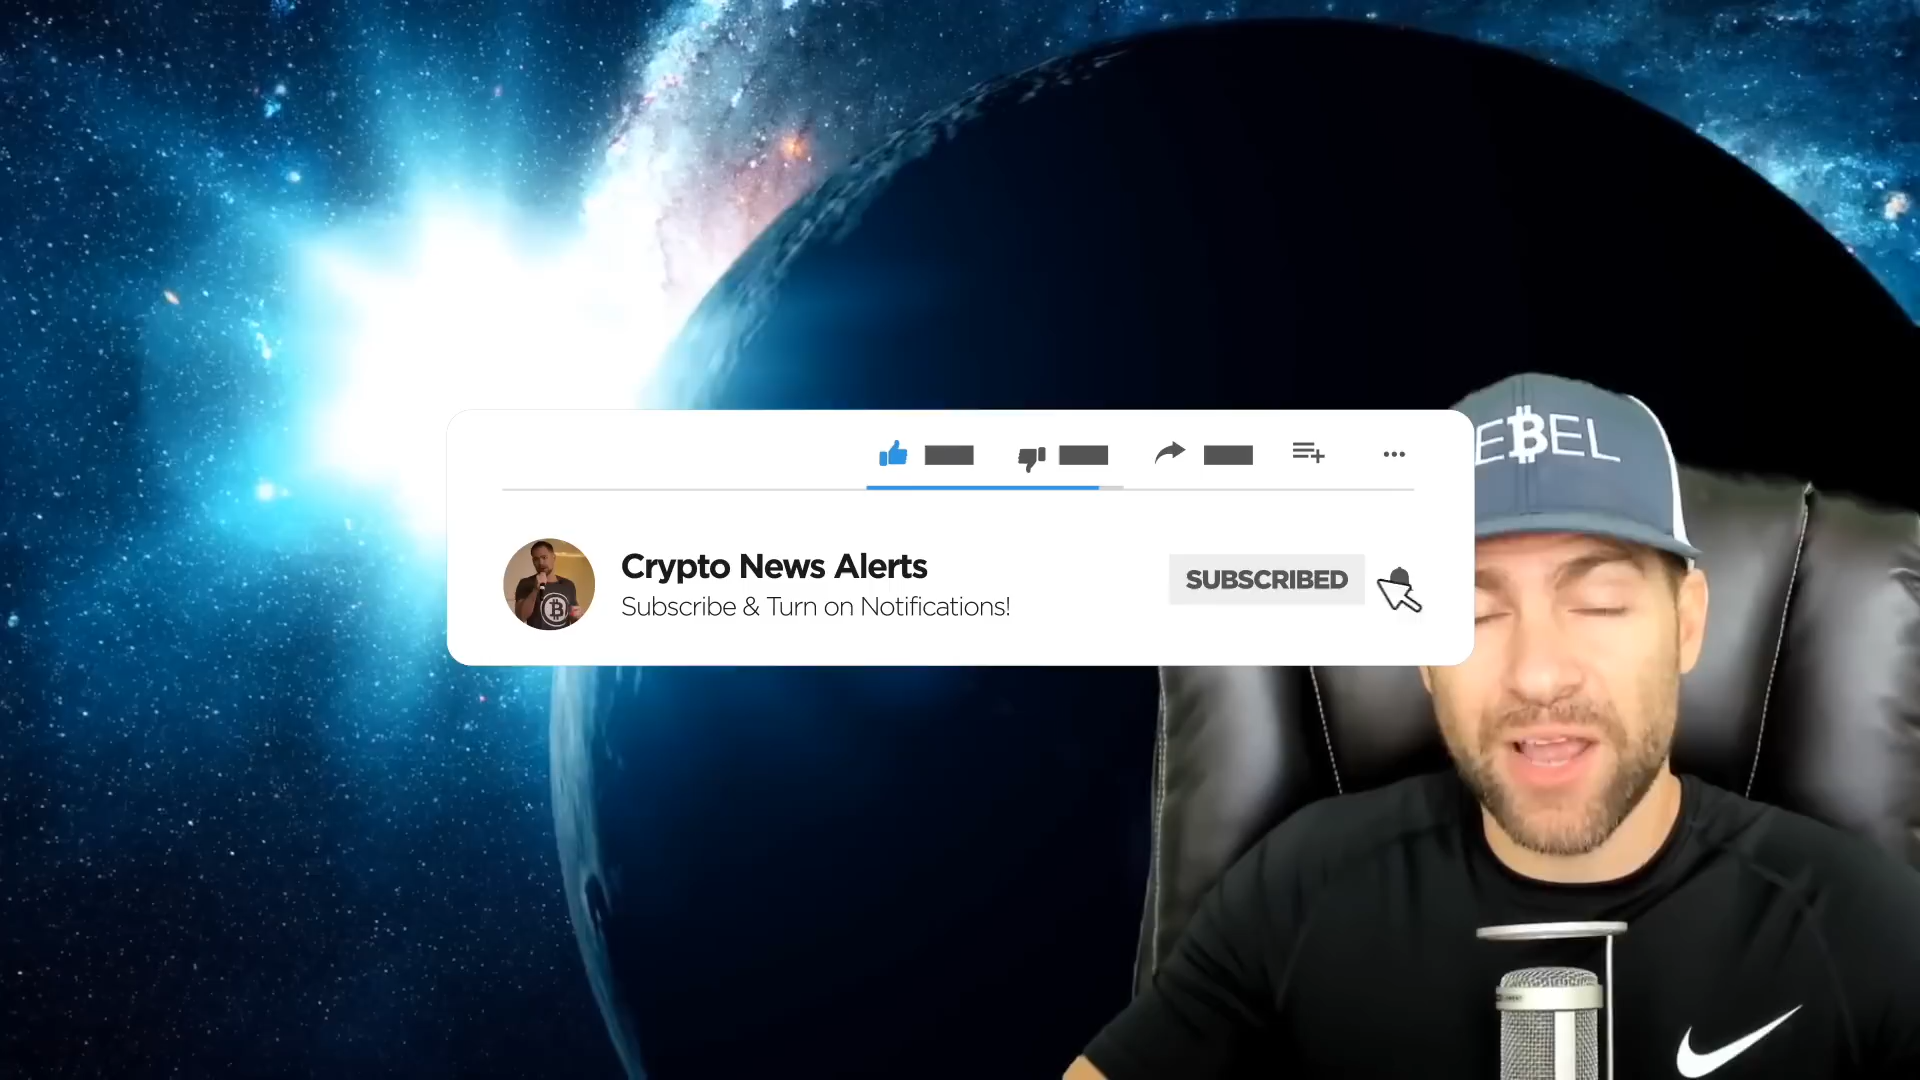 EBEL
Crypto News Alerts
Subscribe & Turn on Notifications!
SUBSCRIBED